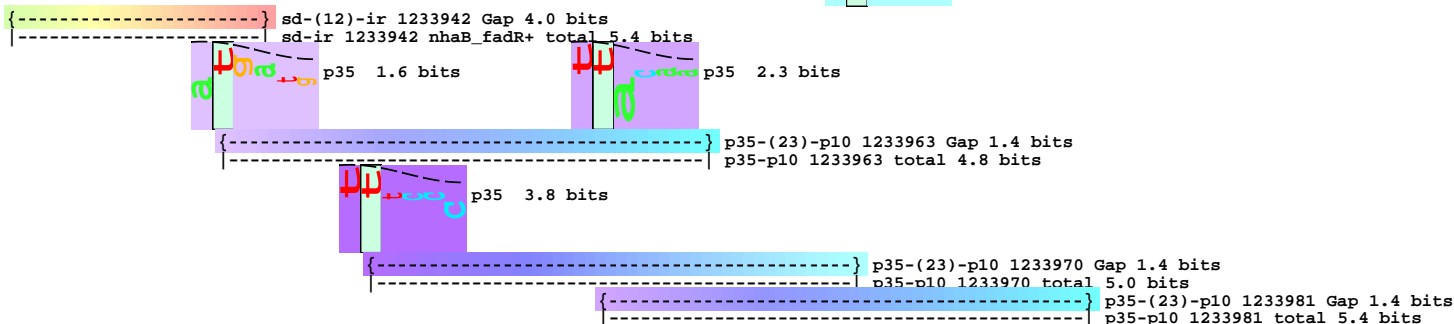 {-------------------------} sd-(12)-ir 1233942 Gap 4.0 bits
|------------------------| sd-ir 1233942 nhaB_fadR+ total 5.4 bits
atgatg p35 1.6 bits
ttacaaa p35 2.3 bits
{-----------------------------------------------} p35-(23)-p10 1233963 Gap 1.4 bits
|-----------------------------------------------| p35-p10 1233963 total 4.8 bits
tttccc p35 3.8 bits
{-----------------------------------------------} p35-(23)-p10 1233970 Gap 1.4 bits
|-----------------------------------------------| p35-p10 1233970 total 5.0 bits
{-----------------------------------------------} p35-(23)-p10 1233981 Gap 1.4 bits
|-----------------------------------------------| p35-p10 1233981 total 5.4 bits